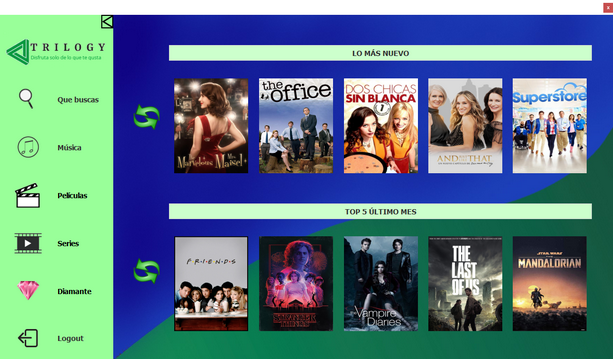 x
TRILOGY
Disfruta solo de lo que te gusta
Que buscas
Música
Películas
Series
Diamante
Logout
LO MÁS NUEVO
Marvelous Mrs. Maisel
the office
DOS CHICAS
SIN BLANCA
AND JUST LIKE THAT
Superstore
TOP 5 ÚLTIMO MES
FRIENDS
STRANGER
THINGS
the
Vampire
Diaries
THE
LAST
OF US
STAR WARS
THE
MANDALORIAN